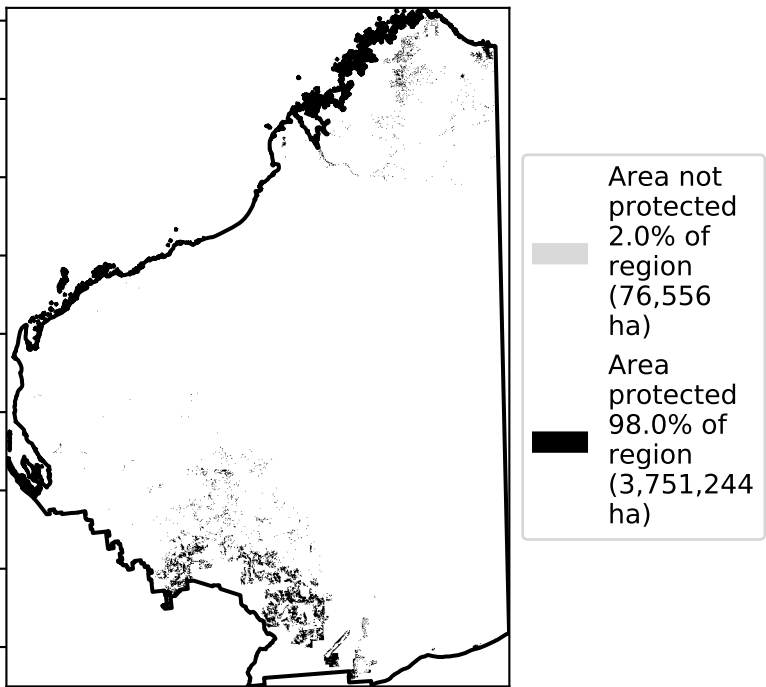 Area not
protected
2.0% of
region
(76,556
ha)
Area
protected
98.0% of
region
(3,751,244
ha)